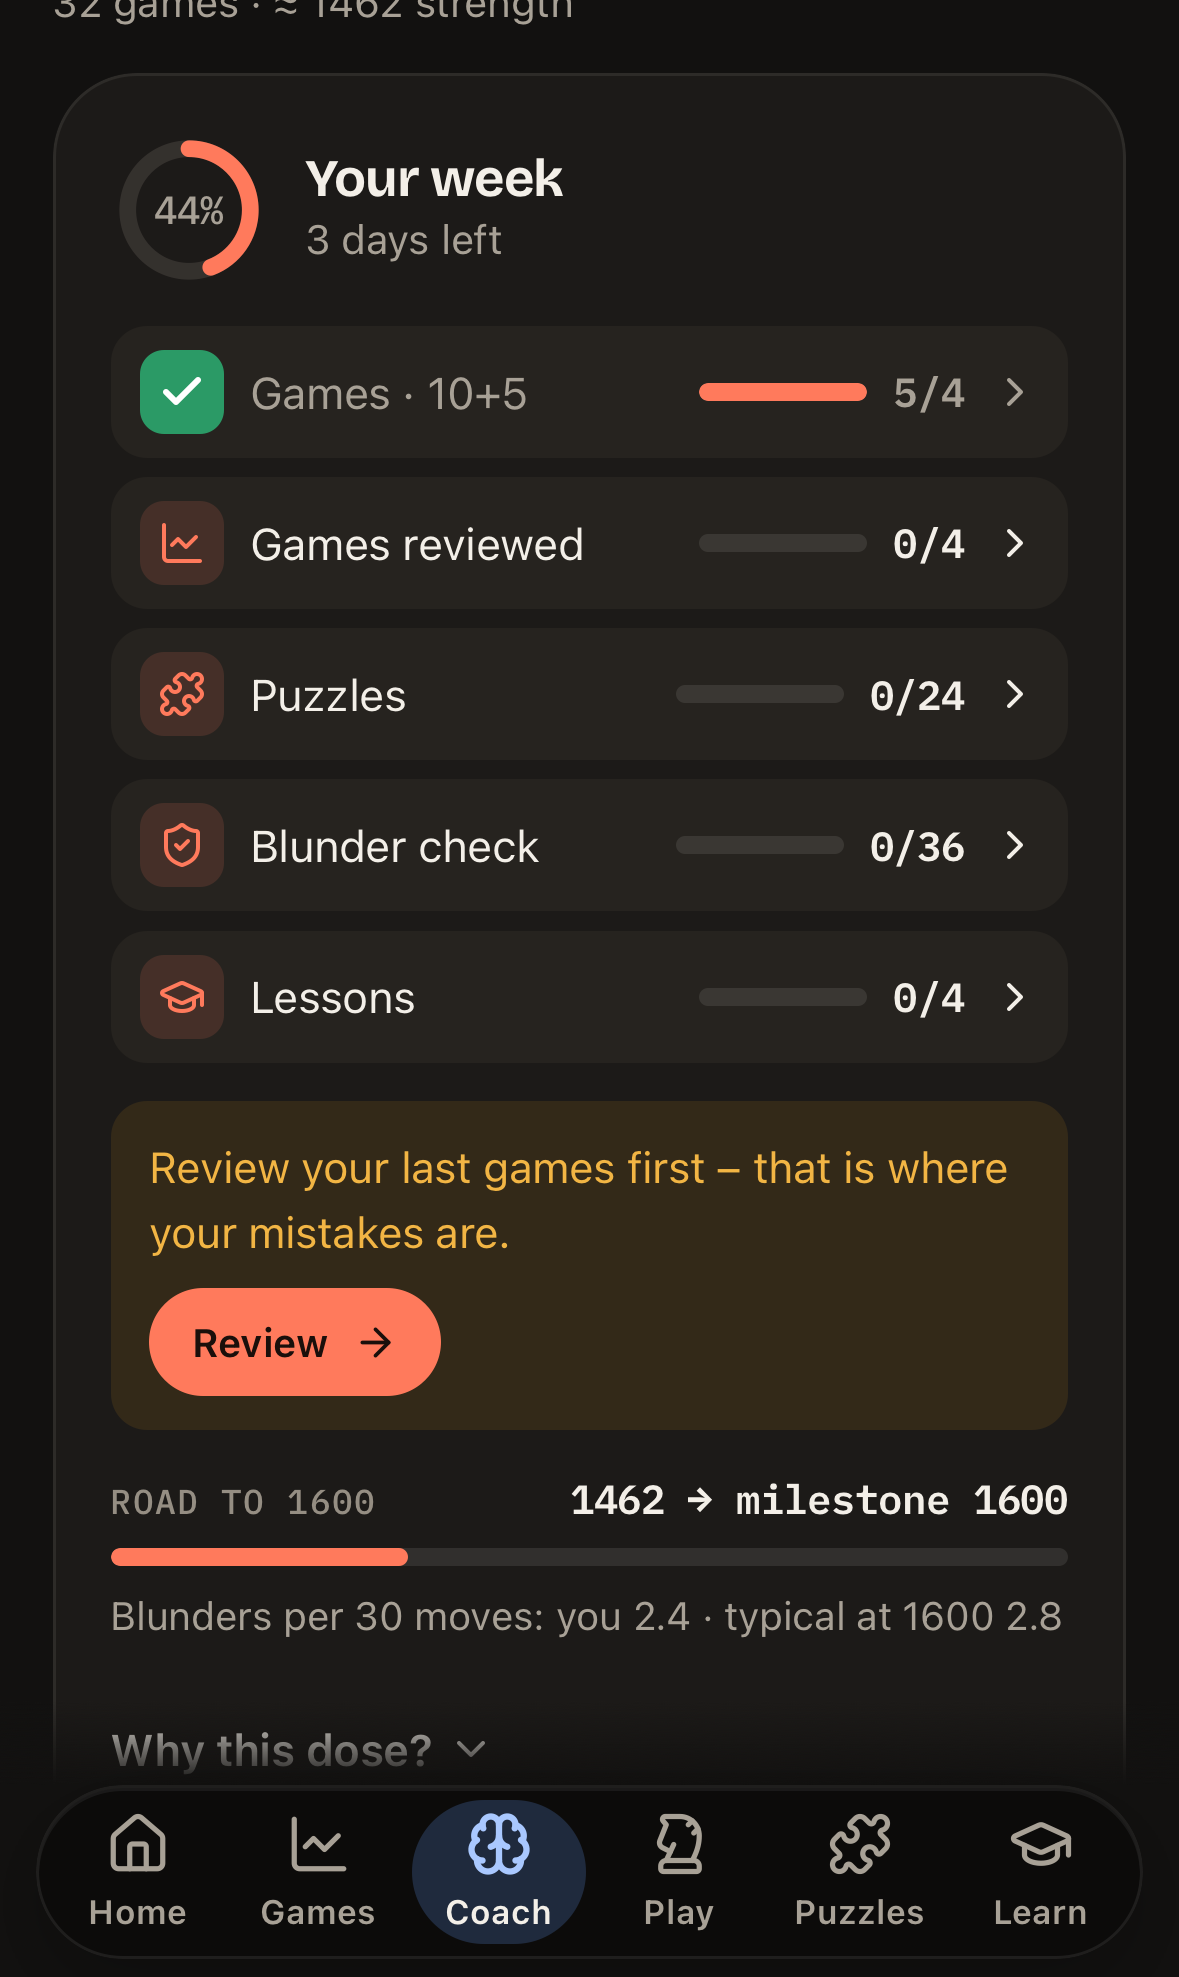 32 games · ≈ 1462 strength
44%
Your week
3 days left
Games · 10+5
5/4
Games reviewed
0/4
Puzzles
0/24
Blunder check
0/36
Lessons
0/4
Review your last games first – that is where
your mistakes are.
Review →
ROAD TO 1600
1462 → milestone 1600
Blunders per 30 moves: you 2.4 · typical at 1600 2.8
Why this dose?
Home
Games
Coach
Play
Puzzles
Learn